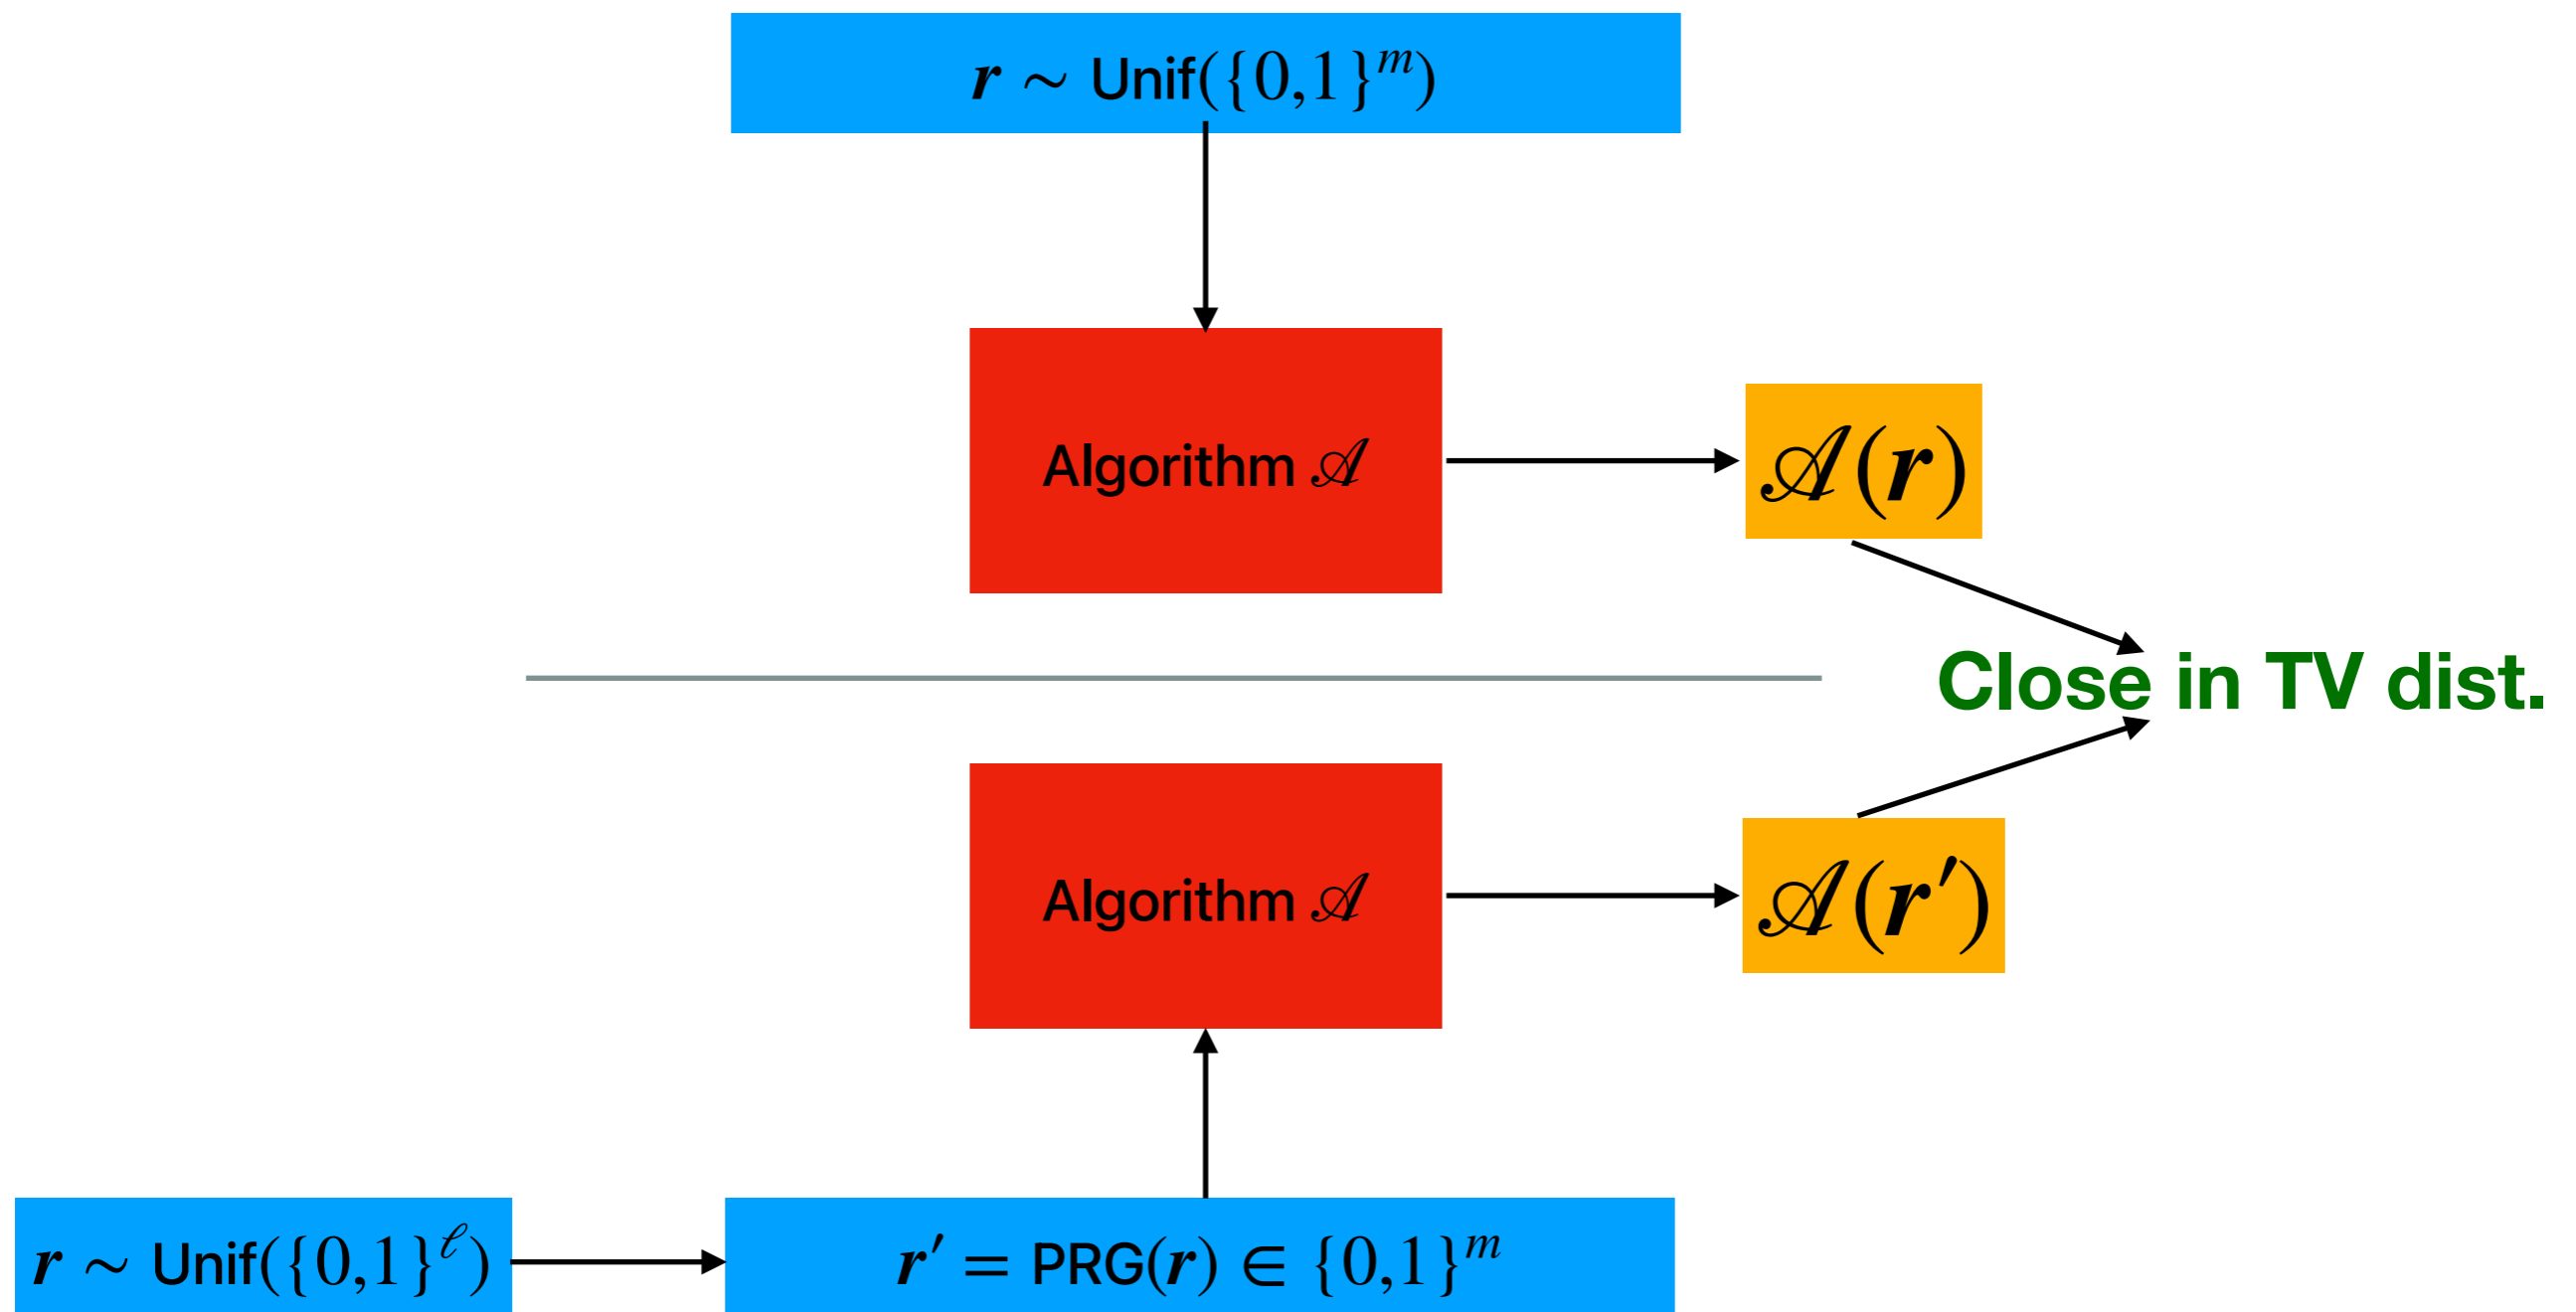 r ∼ Unif({0,1}^m)
Algorithm 𝒜
𝒜(r)
Close in TV dist.
Algorithm 𝒜
𝒜(r′)
r ∼ Unif({0,1}^ℓ)
r′ = PRG(r) ∈ {0,1}^m